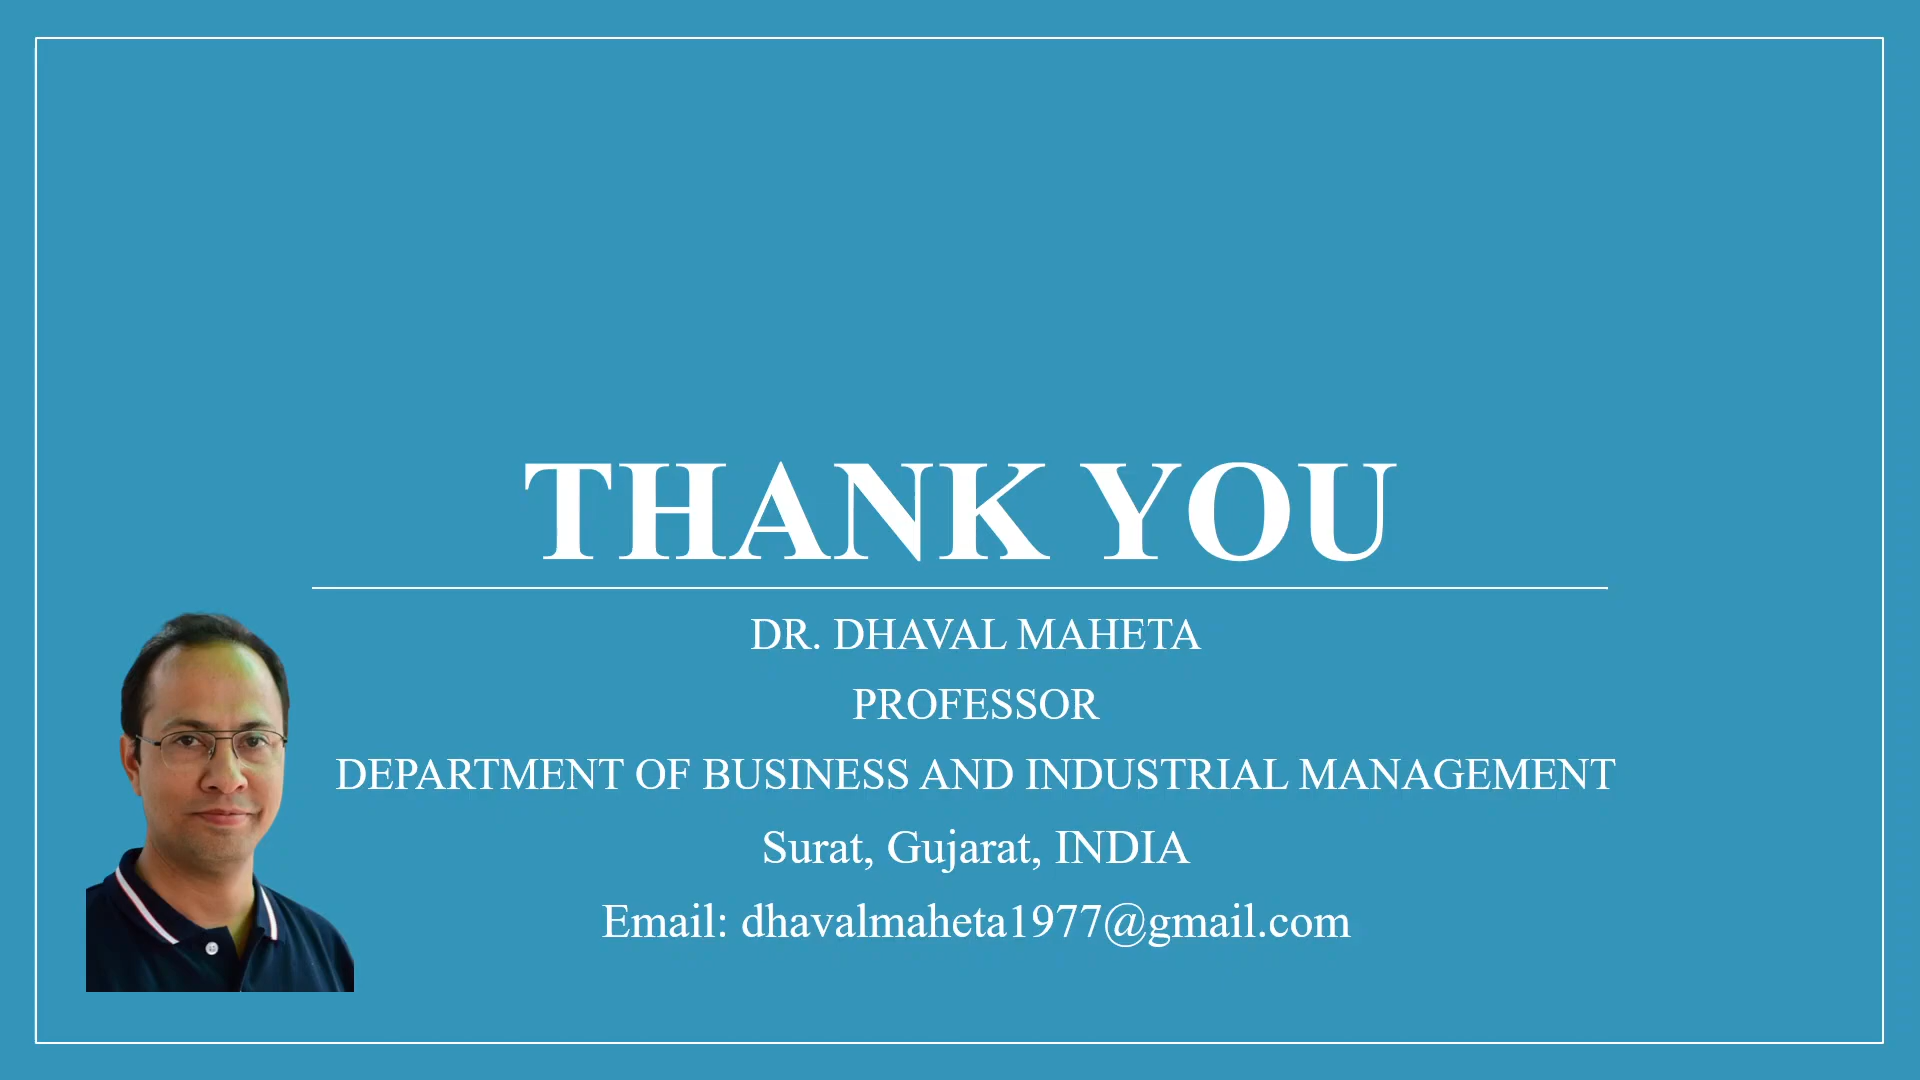 THANK YOU
DR. DHAVAL MAHETA
PROFESSOR
DEPARTMENT OF BUSINESS AND INDUSTRIAL MANAGEMENT
Surat, Gujarat, INDIA
Email: dhavalmaheta1977@gmail.com